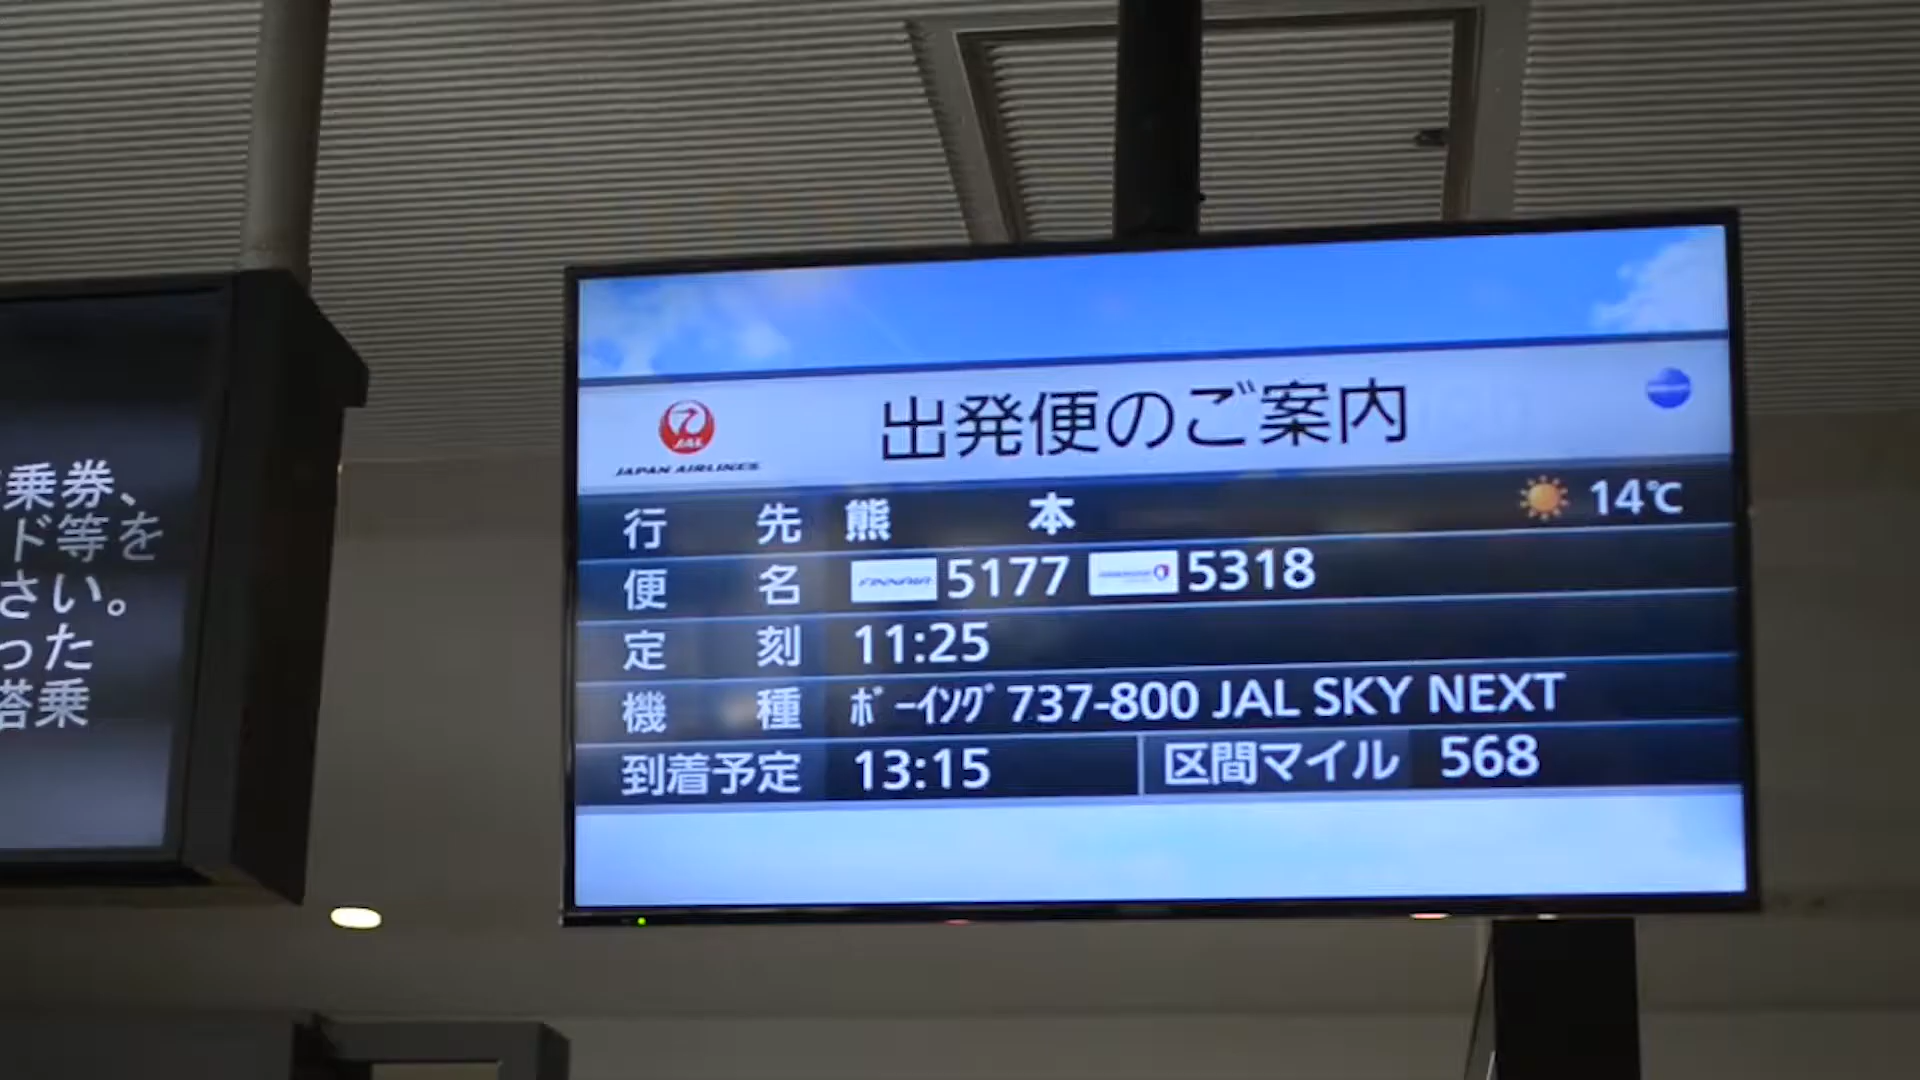 乗券、
ド等を
さい。
った
搭乗
JAL
JAPAN AIRLINES
出発便のご案内
行先 熊本 14℃
便名 FINNAIR 5177 5318
定刻 11:25
機種 ボーイング 737-800 JAL SKY NEXT
到着予定 13:15 区間マイル 568